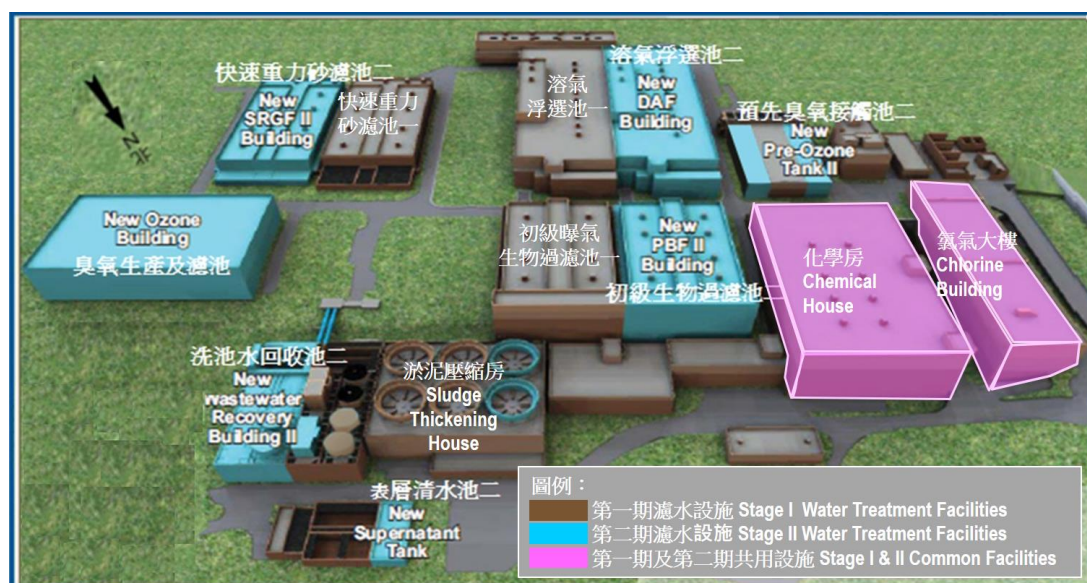 溶氣浮選池二
快速重力砂濾池二
New
SRGF II
Building
快速重力
砂濾池一
溶氣
浮選池一
New
DAF
Building
預先臭氧接觸池二
New
Pre-Ozone
Tank II
N
北
New Ozone
Building
臭氧生產及濾池
初級曝氣
生物過濾池一
New
PBF II
Building
初級生物過濾池二
化學房
Chemical
House
氯氣大樓
Chlorine
Building
洗池水回收池二
New
Wastewater
Recovery
Building II
淤泥壓縮房
Sludge
Thickening
House
表層清水池二
New
Supernatant
Tank
圖例：
第一期濾水設施 Stage I Water Treatment Facilities
第二期濾水設施 Stage II Water Treatment Facilities
第一期及第二期共用設施 Stage I & II Common Facilities